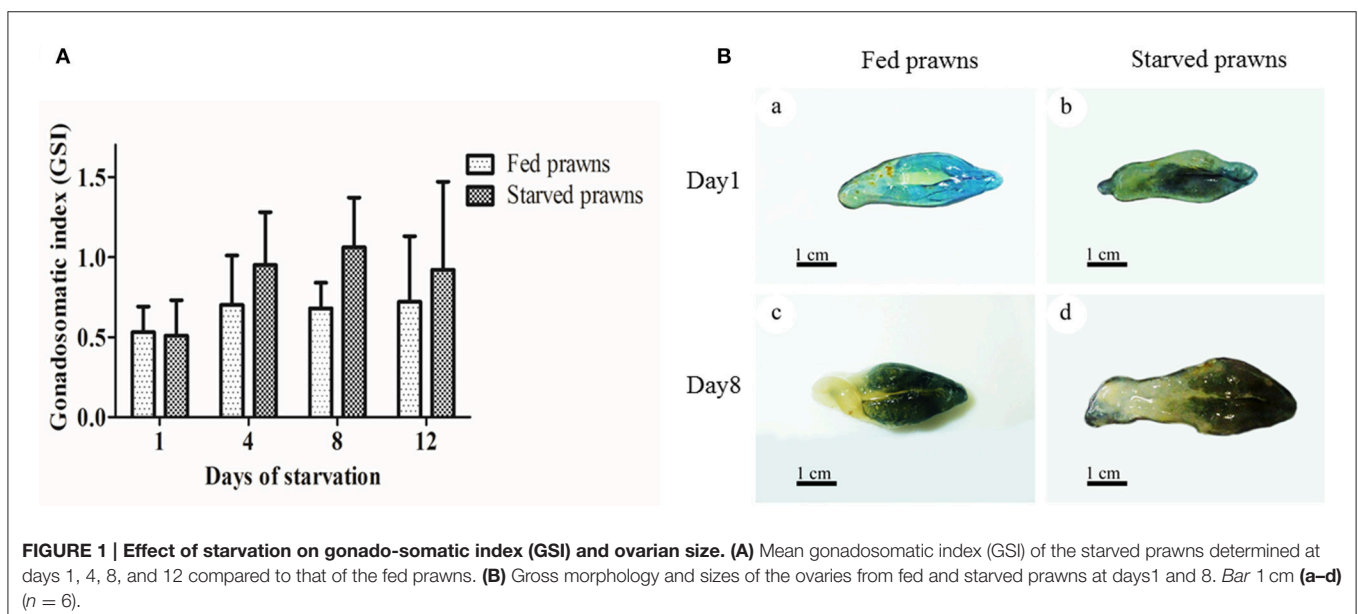 A
Gonadosomatic index (GSI)
1.5
1.0
0.5
0.0
1 4 8 12
Days of starvation
Fed prawns
Starved prawns
B
Fed prawns Starved prawns
Day1
a
1 cm
b
1 cm
Day8
c
1 cm
d
1 cm
FIGURE 1 | Effect of starvation on gonado-somatic index (GSI) and ovarian size. (A) Mean gonadosomatic index (GSI) of the starved prawns determined at
days 1, 4, 8, and 12 compared to that of the fed prawns. (B) Gross morphology and sizes of the ovaries from fed and starved prawns at days1 and 8. Bar 1 cm (a–d)
(n = 6).